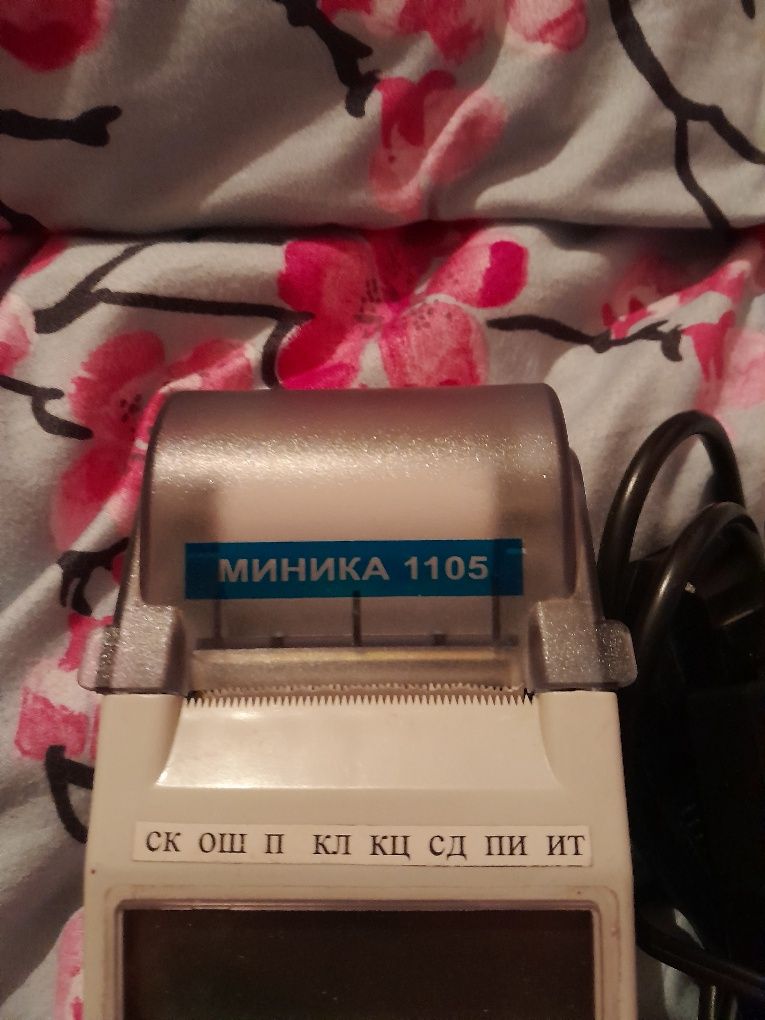 МИНИКА 1105
СК ОШ П КЛ КЦ СД ПИ ИТ